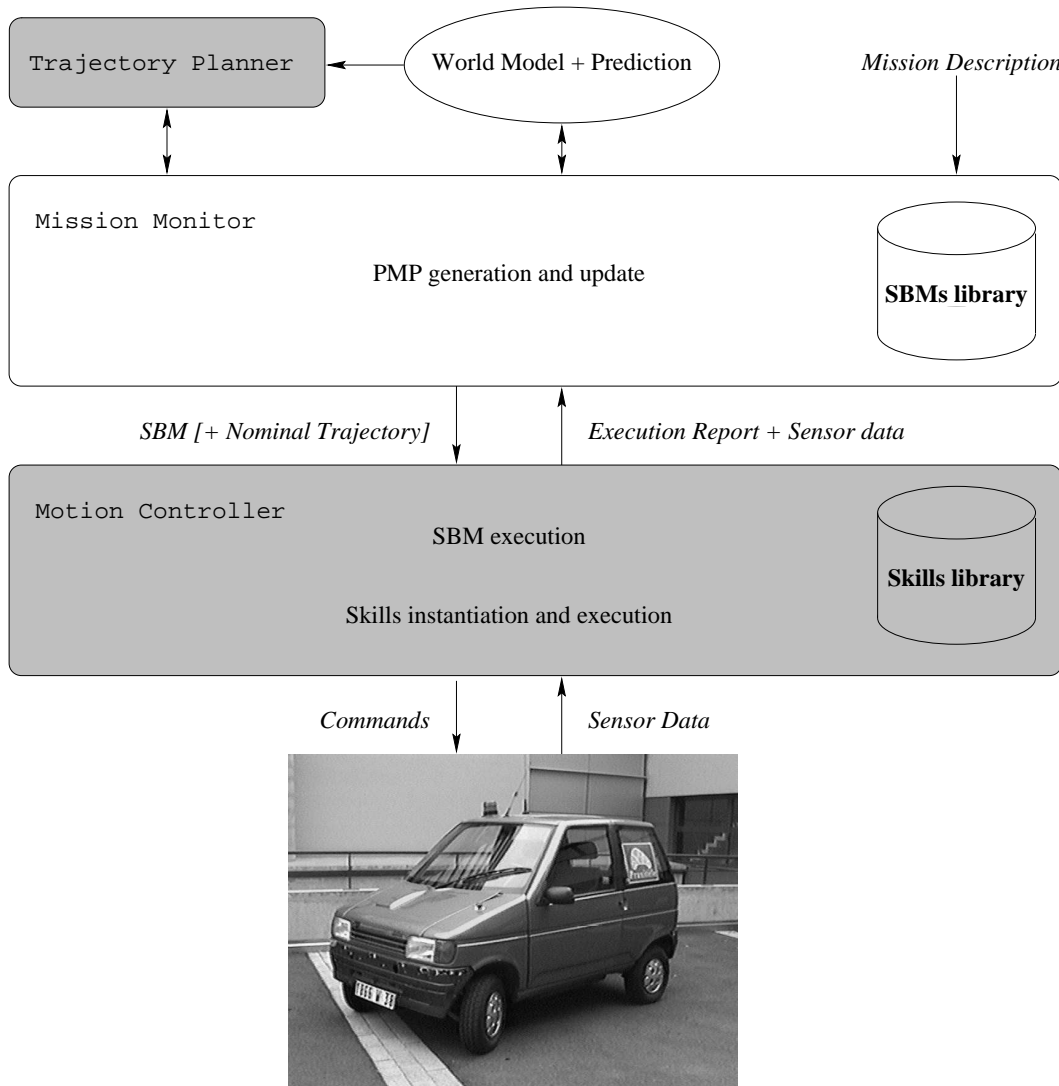 Trajectory Planner
World Model + Prediction
Mission Description
Mission Monitor
PMP generation and update
SBMs library
SBM [+ Nominal Trajectory]
Execution Report + Sensor data
Motion Controller
SBM execution
Skills library
Skills instantiation and execution
Commands
Sensor Data
Praxitele